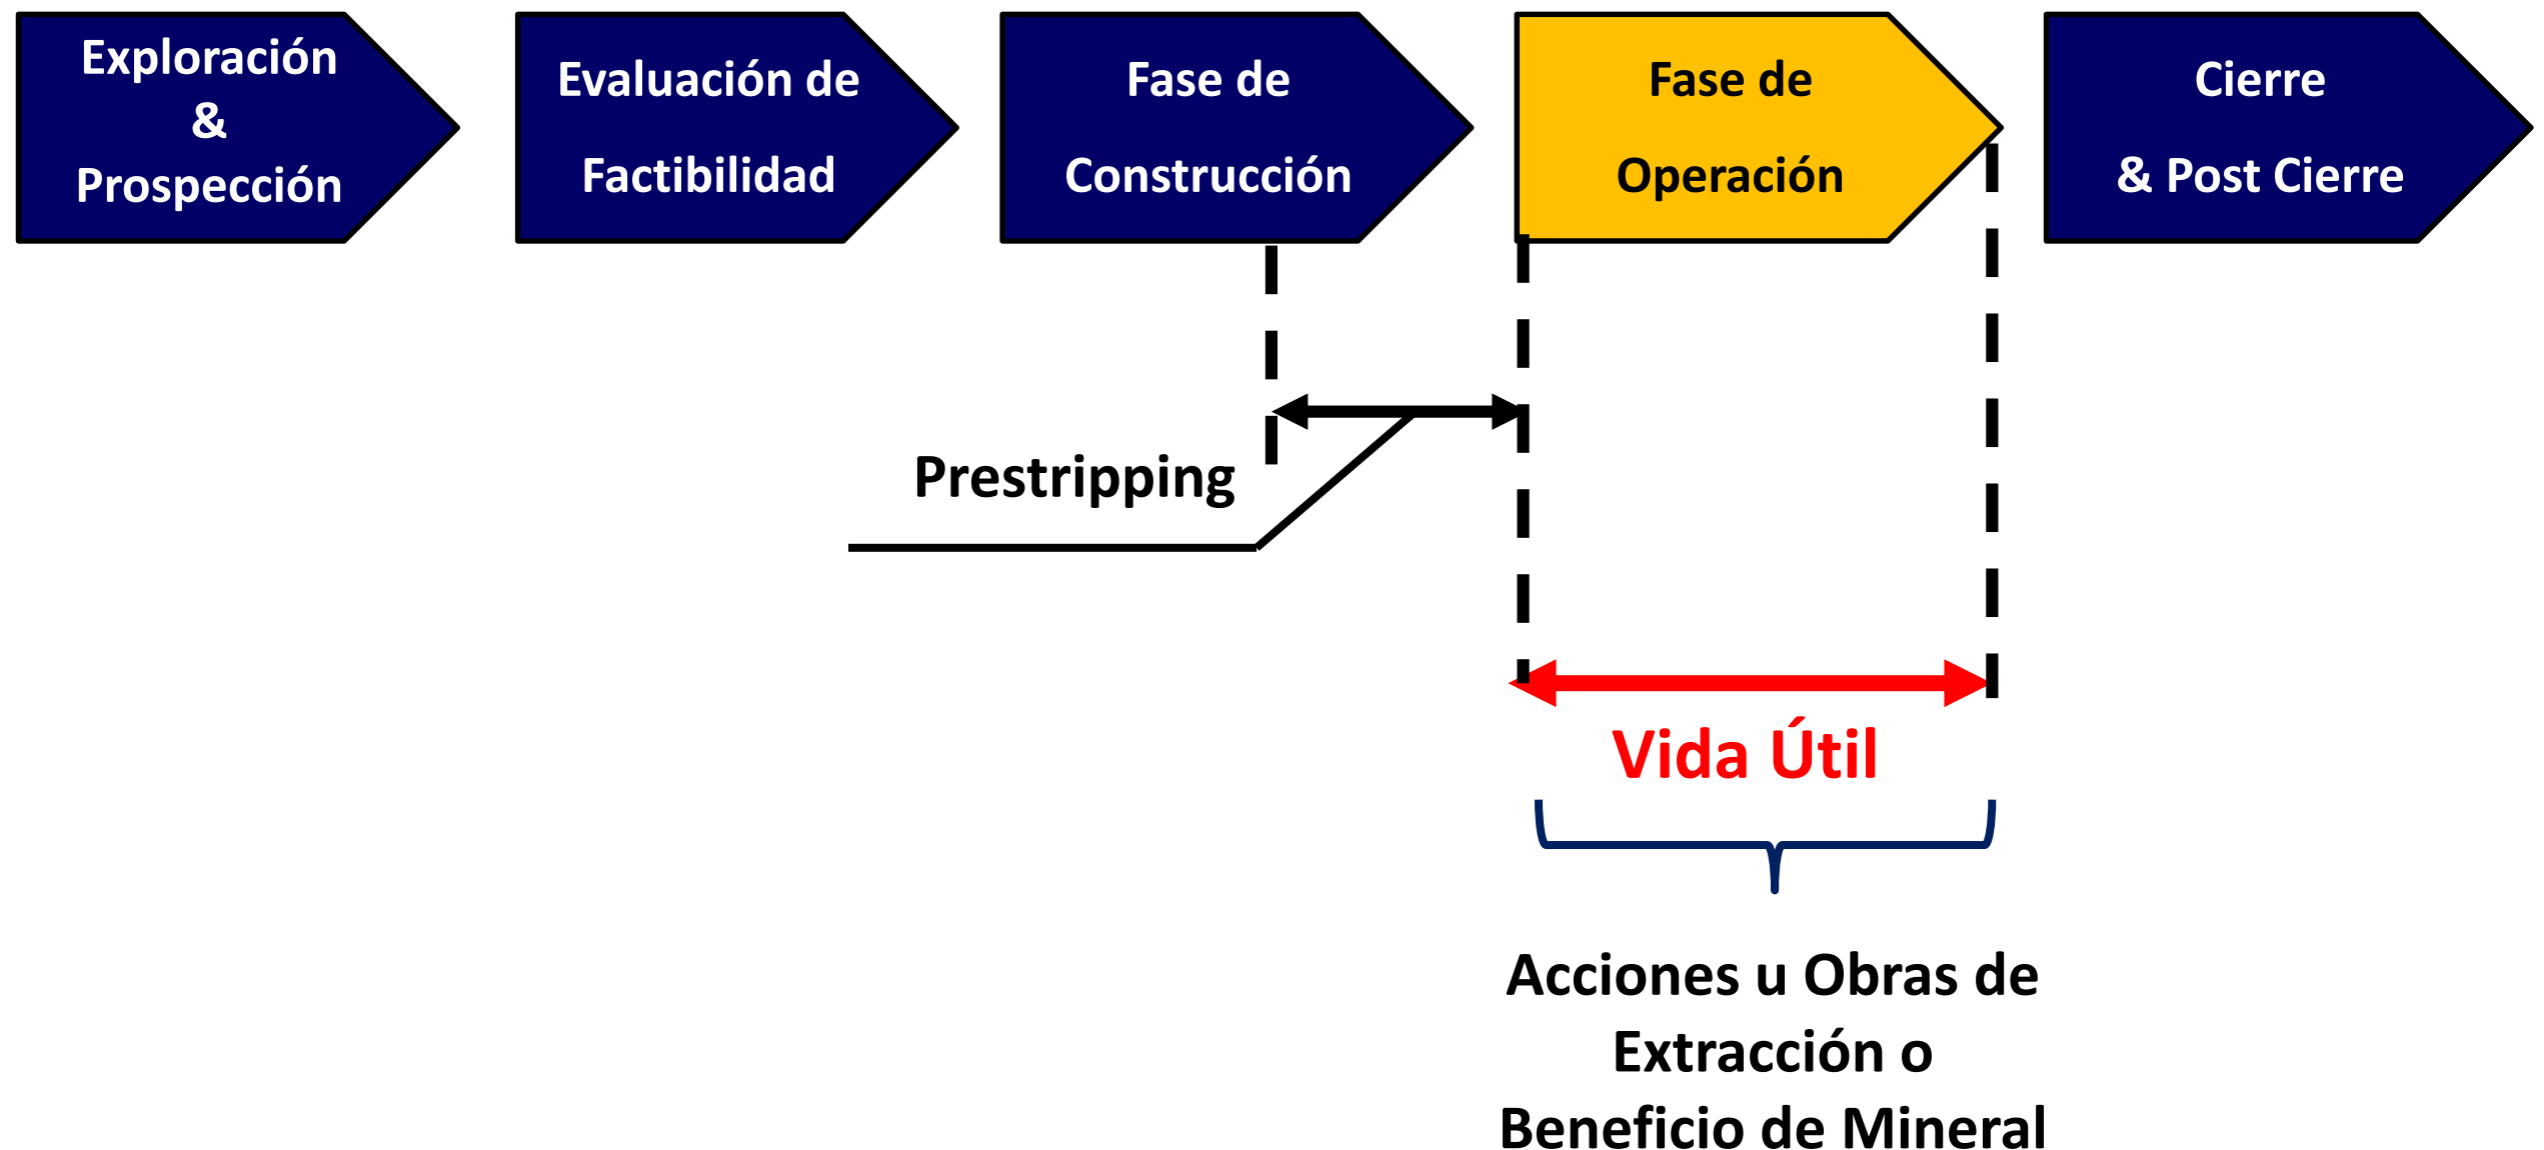 Exploración
&
Prospección
Evaluación de
Factibilidad
Fase de
Construcción
Fase de
Operación
Cierre
& Post Cierre
Prestripping
Vida Útil
Acciones u Obras de
Extracción o
Beneficio de Mineral